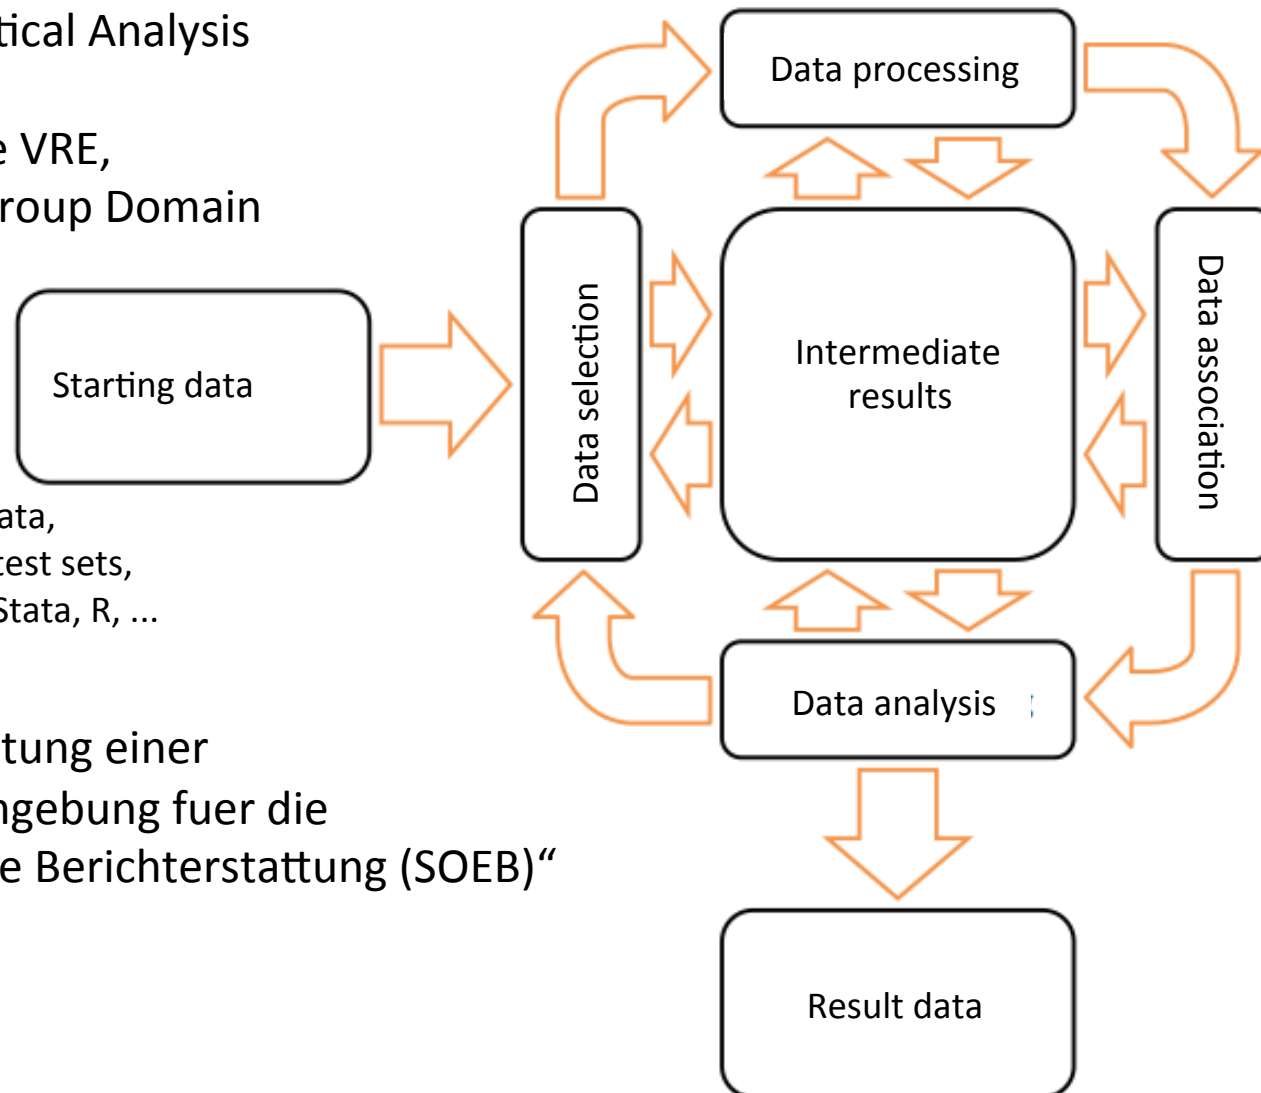 tical Analysis
e VRE,
roup Domain
Starting data
ata,
test sets,
Stata, R, ...
tung einer
ngebung fuer die
e Berichterstattung (SOEB)“
Data processing
Data selection
Intermediate
results
Data association
Data analysis
Result data